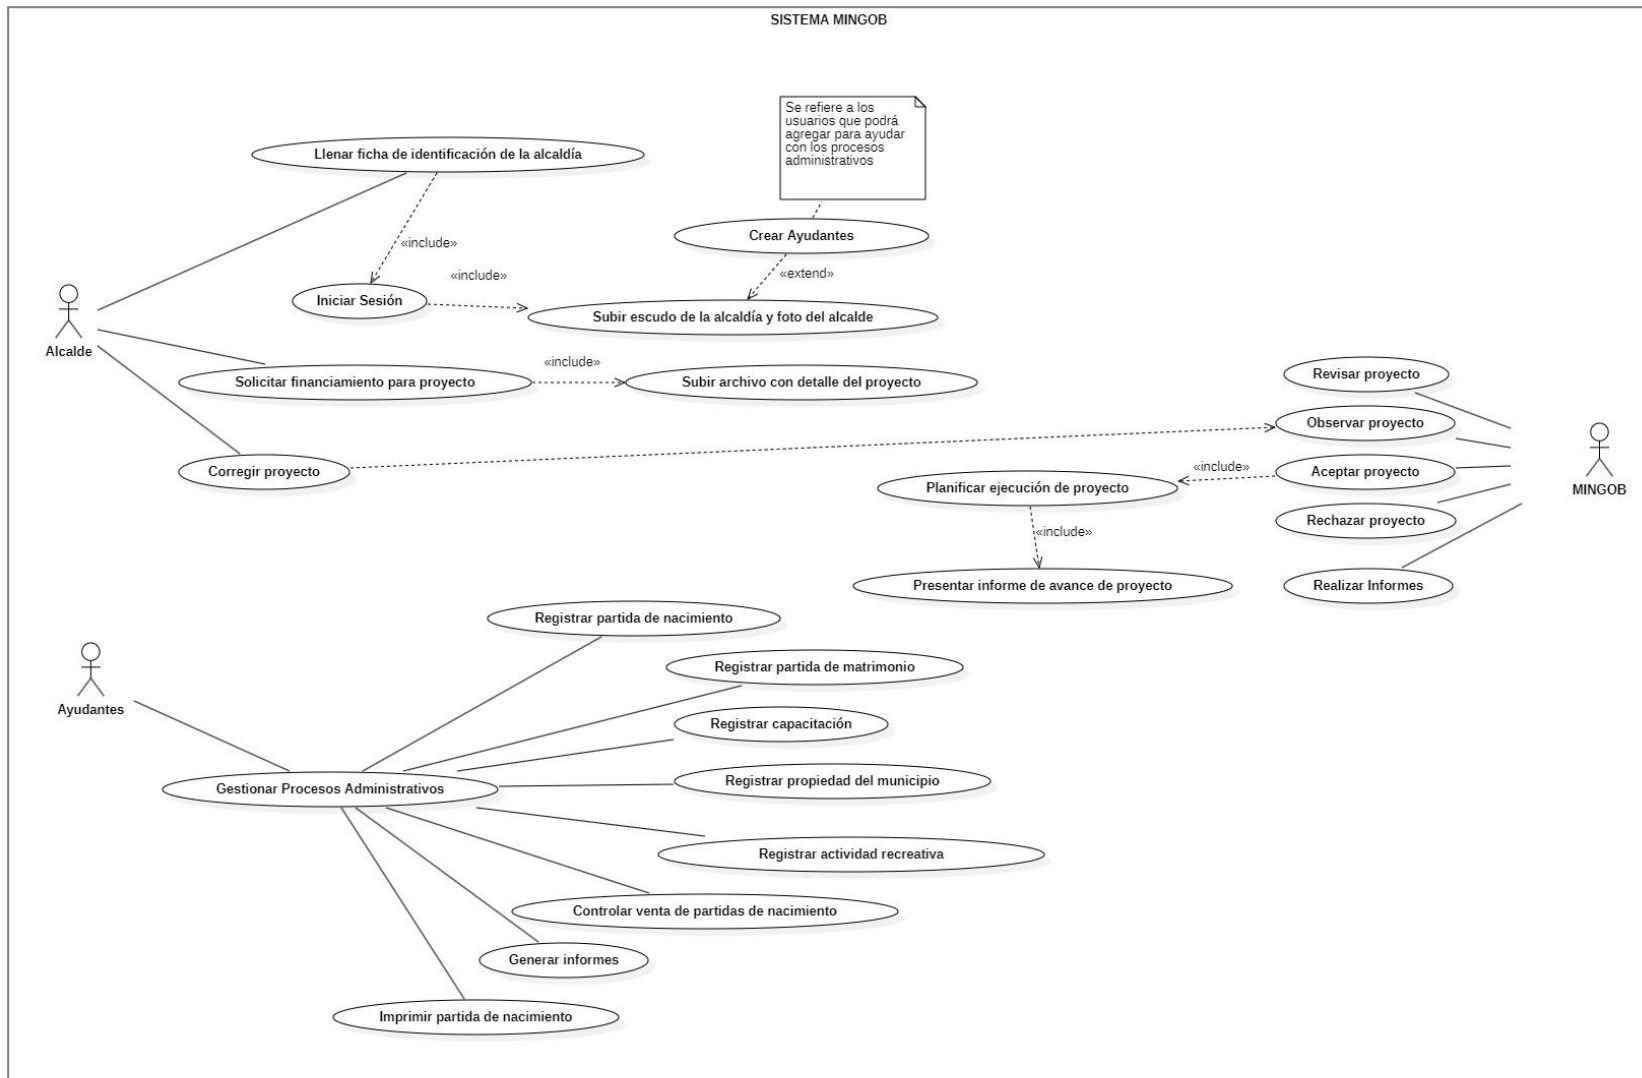 SISTEMA MINGOB
Se refiere a los
usuarios que podrá
agregar para ayudar
con los procesos
administrativos
Llenar ficha de identificación de la alcaldía
Crear Ayudantes
«include»
«include»
«extend»
Iniciar Sesión
Subir escudo de la alcaldía y foto del alcalde
Alcalde
«include»
Solicitar financiamiento para proyecto
Subir archivo con detalle del proyecto
Revisar proyecto
Observar proyecto
Corregir proyecto
«include»
Aceptar proyecto
Planificar ejecución de proyecto
MINGOB
Rechazar proyecto
«include»
Presentar informe de avance de proyecto
Realizar Informes
Registrar partida de nacimiento
Registrar partida de matrimonio
Ayudantes
Registrar capacitación
Registrar propiedad del municipio
Gestionar Procesos Administrativos
Registrar actividad recreativa
Controlar venta de partidas de nacimiento
Generar informes
Imprimir partida de nacimiento